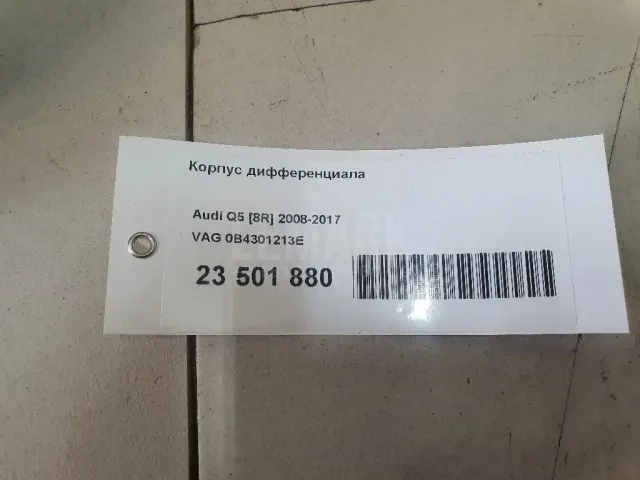 Корпус дифференциала
Audi Q5 [8R] 2008-2017
VAG 0B4301213E
23 501 880